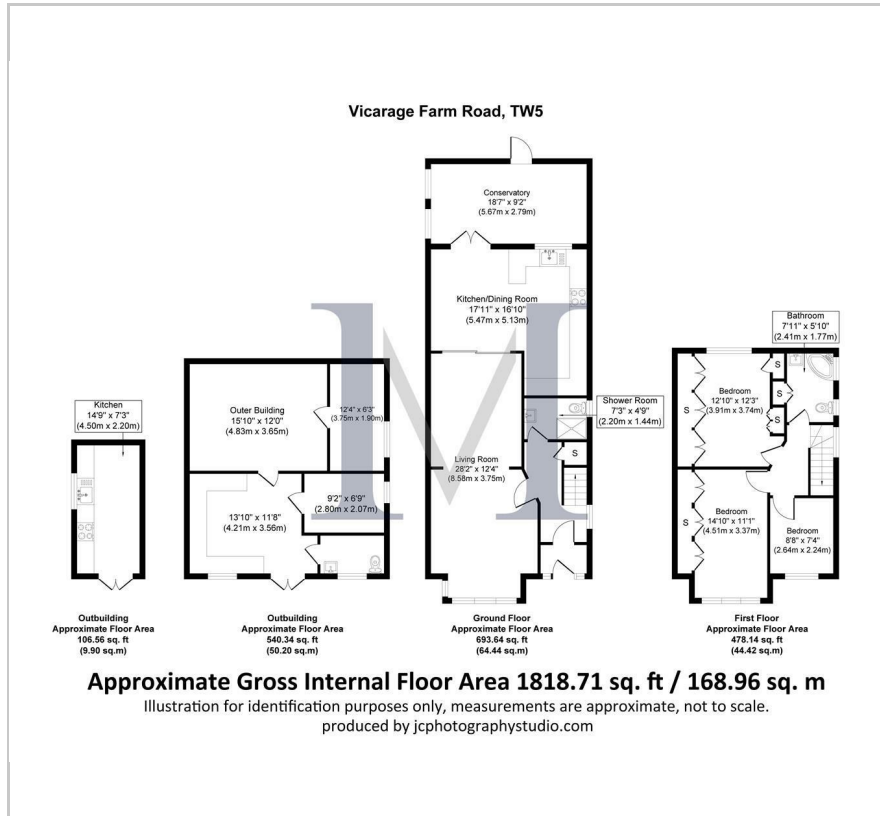 Vicarage Farm Road, TW5
Kitchen
14'9" x 7'3"
(4.50m x 2.20m)
Outbuilding
Approximate Floor Area
106.56 sq. ft
(9.90 sq.m)
Outer Building
15'10" x 12'0"
(4.83m x 3.65m)
12'4" x 6'3"
(3.75m x 1.90m)
13'10" x 11'8"
(4.21m x 3.56m)
9'2" x 6'9"
(2.80m x 2.07m)
Outbuilding
Approximate Floor Area
540.34 sq. ft
(50.20 sq.m)
Conservatory
18'7" x 9'2"
(5.67m x 2.79m)
Kitchen/Dining Room
17'11" x 16'10"
(5.47m x 5.13m)
Shower Room
7'3" x 4'9"
(2.20m x 1.44m)
S
Living Room
28'2" x 12'4"
(8.58m x 3.75m)
Ground Floor
Approximate Floor Area
693.64 sq. ft
(64.44 sq.m)
Bathroom
7'11" x 5'10"
(2.41m x 1.77m)
Bedroom
12'10" x 12'3"
(3.91m x 3.74m)
S
S
S
S
Bedroom
14'10" x 11'1"
(4.51m x 3.37m)
S
Bedroom
8'8" x 7'4"
(2.64m x 2.24m)
First Floor
Approximate Floor Area
478.14 sq. ft
(44.42 sq.m)
M
Approximate Gross Internal Floor Area 1818.71 sq. ft / 168.96 sq. m
Illustration for identification purposes only, measurements are approximate, not to scale.
produced by jcphotographystudio.com